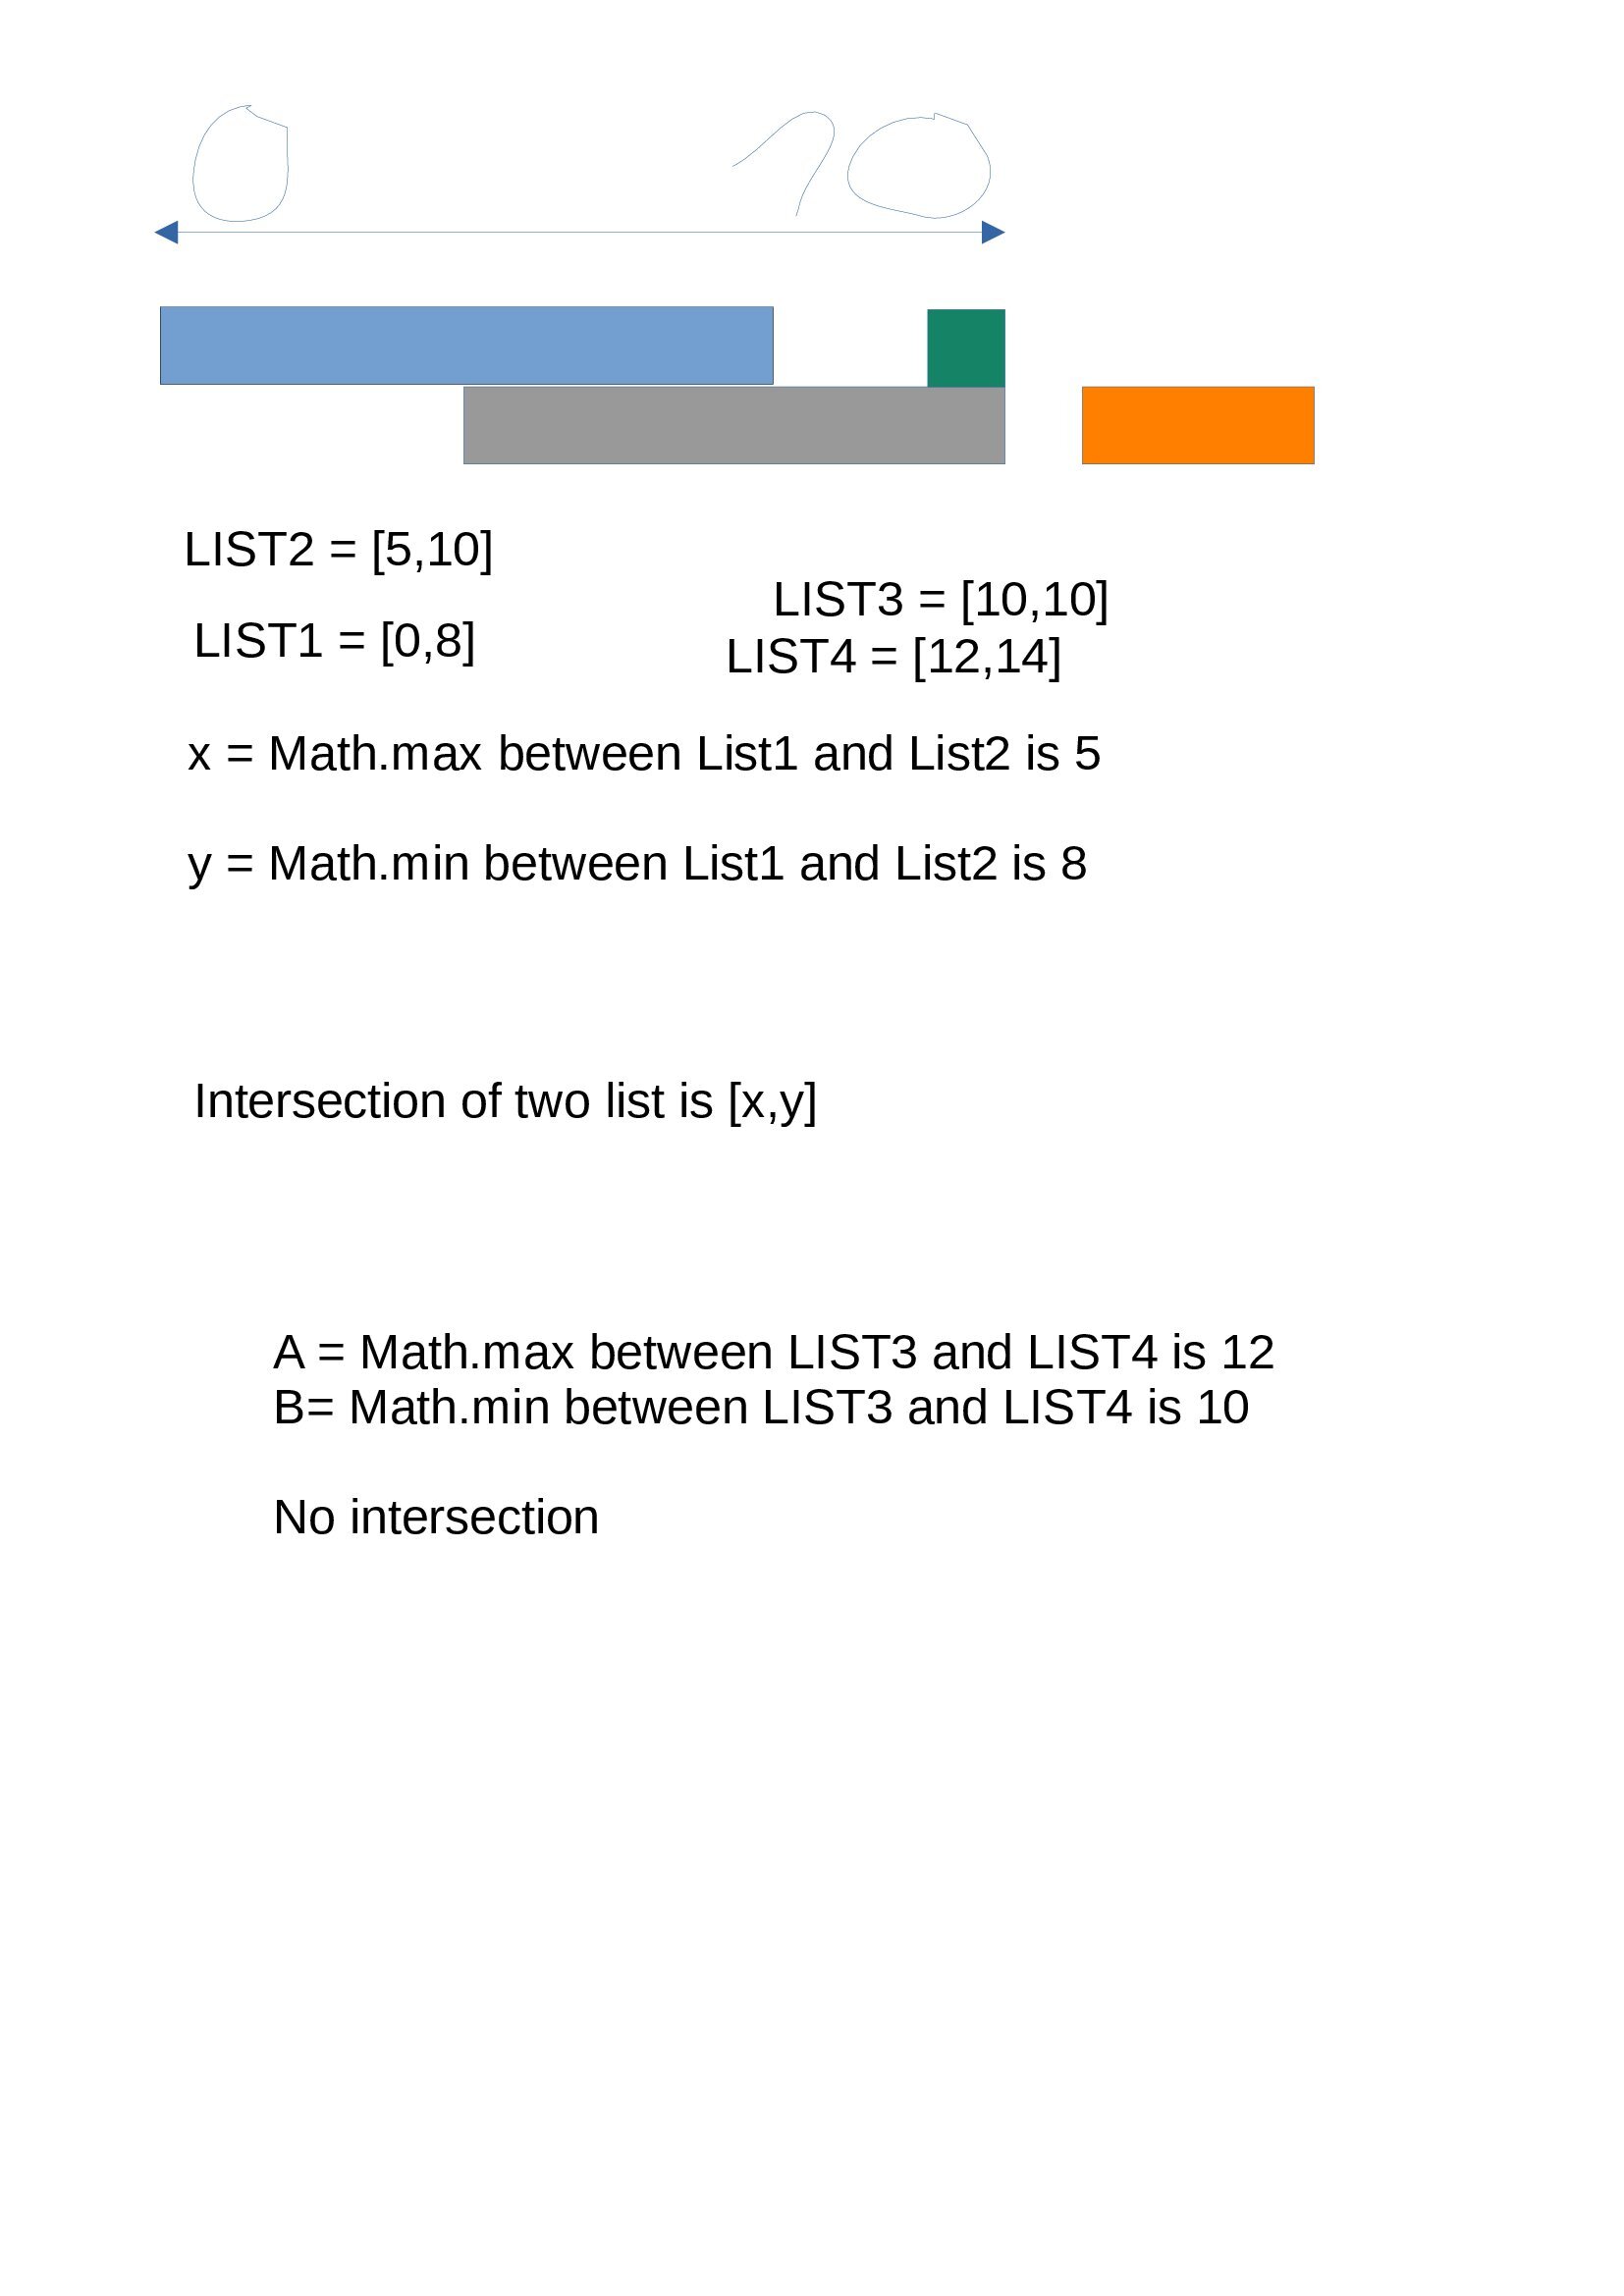 LIST2 = [5,10]
LIST3 = [10,10]
LIST1 = [0,8]
LIST4 = [12,14]
x = Math.max between List1 and List2 is 5
y = Math.min between List1 and List2 is 8
Intersection of two list is [x,y]
A = Math.max between LIST3 and LIST4 is 12
B= Math.min between LIST3 and LIST4 is 10
No intersection